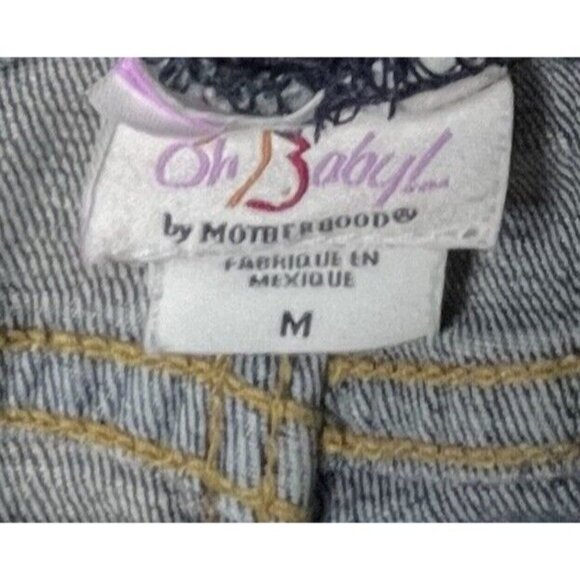 Oh Baby!
by MOTHERHOOD®
FABRIQUE EN
MEXIQUE
M